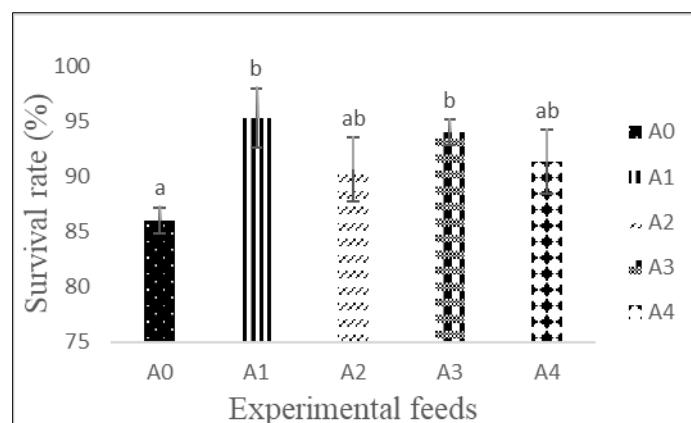 100
95
90
85
80
75
Survival rate (%)
a
b
ab
b
ab
A0
A1
A2
A3
A4
Experimental feeds
A0
A1
A2
A3
A4